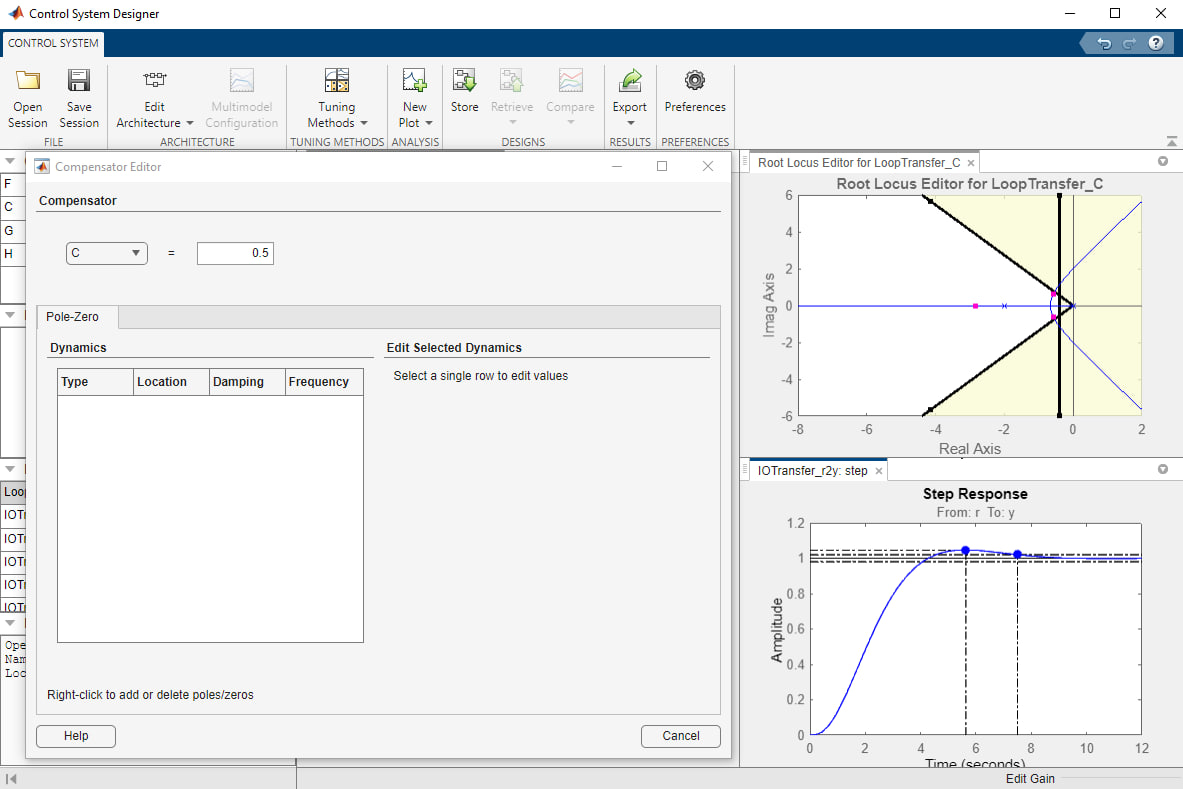 Control System Designer
CONTROL SYSTEM
Open Session
Save Session
Edit Architecture
Multimodel Configuration
Tuning Methods
New Plot
Store
Retrieve
Compare
Export
Preferences
FILE
ARCHITECTURE
TUNING METHODS
ANALYSIS
DESIGNS
RESULTS
PREFERENCES
F
C
G
H
Loo
IOTr
IOTr
IOTr
IOTr
IOTr
Ope
Nam
Loc
Compensator Editor
Compensator
C
=
0.5
Pole-Zero
Dynamics
Type Location Damping Frequency
Edit Selected Dynamics
Select a single row to edit values
Right-click to add or delete poles/zeros
Help
Cancel
Root Locus Editor for LoopTransfer_C
Root Locus Editor for LoopTransfer_C
Imag Axis
6
4
2
0
-2
-4
-6
-8 -6 -4 -2 0 2
Real Axis
IOTransfer_r2y: step
Step Response
From: r To: y
Amplitude
1.2
1
0.8
0.6
0.4
0.2
0
0 2 4 6 8 10 12
Time (seconds)
Edit Gain